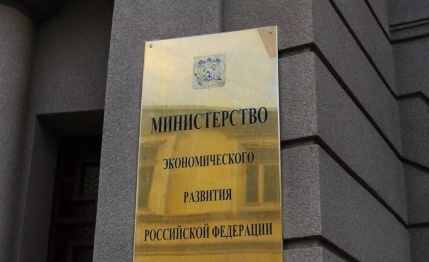 МИНИСТЕРСТВО
ЭКОНОМИЧЕСКОГО
РАЗВИТИЯ
РОССИЙСКОЙ ФЕДЕРАЦИИ